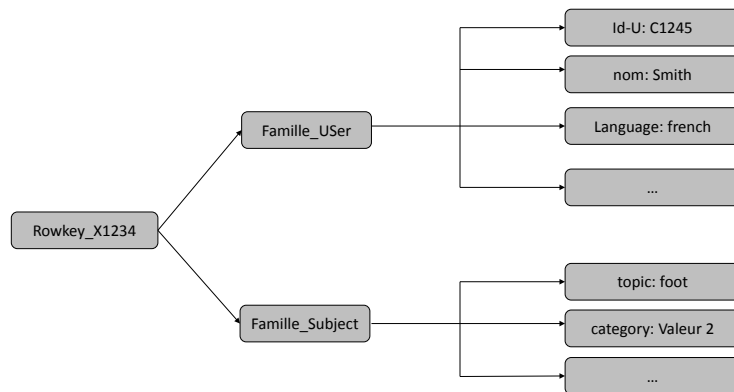 Id-U: C1245
nom: Smith
Famille_USer
Language: french
...
Rowkey_X1234
topic: foot
Famille_Subject
category: Valeur 2
...